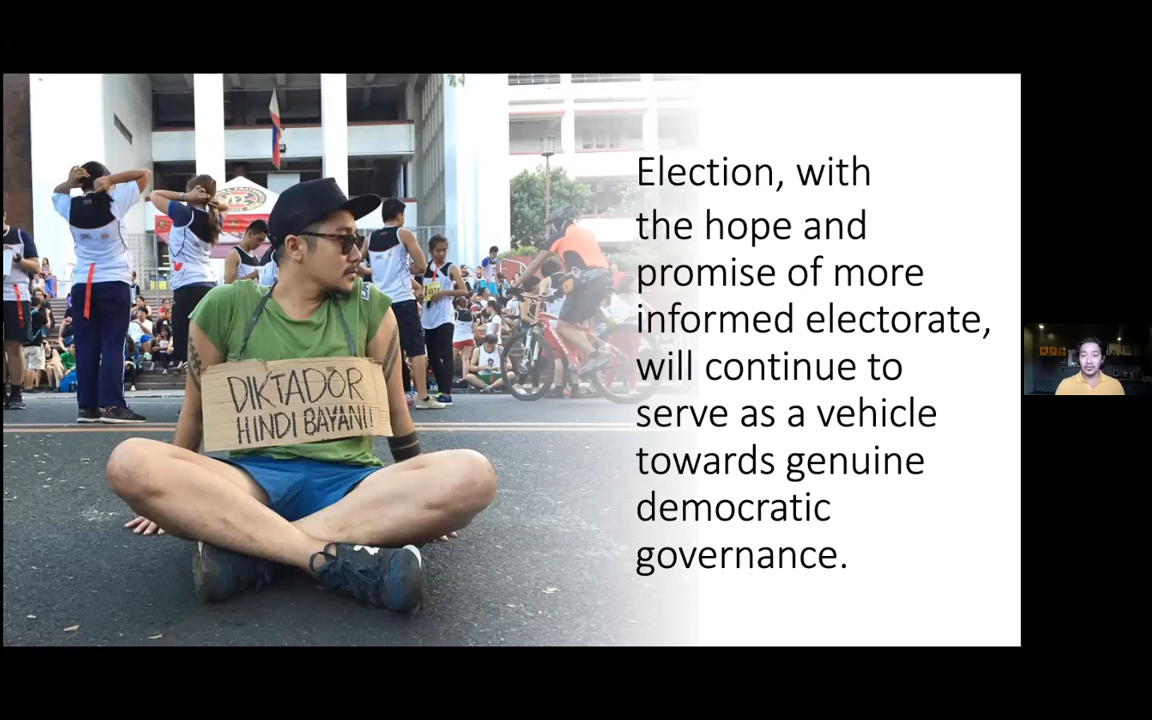 DIKTADOR
HINDI BAYANI!
Election, with
the hope and
promise of more
informed electorate,
will continue to
serve as a vehicle
towards genuine
democratic
governance.